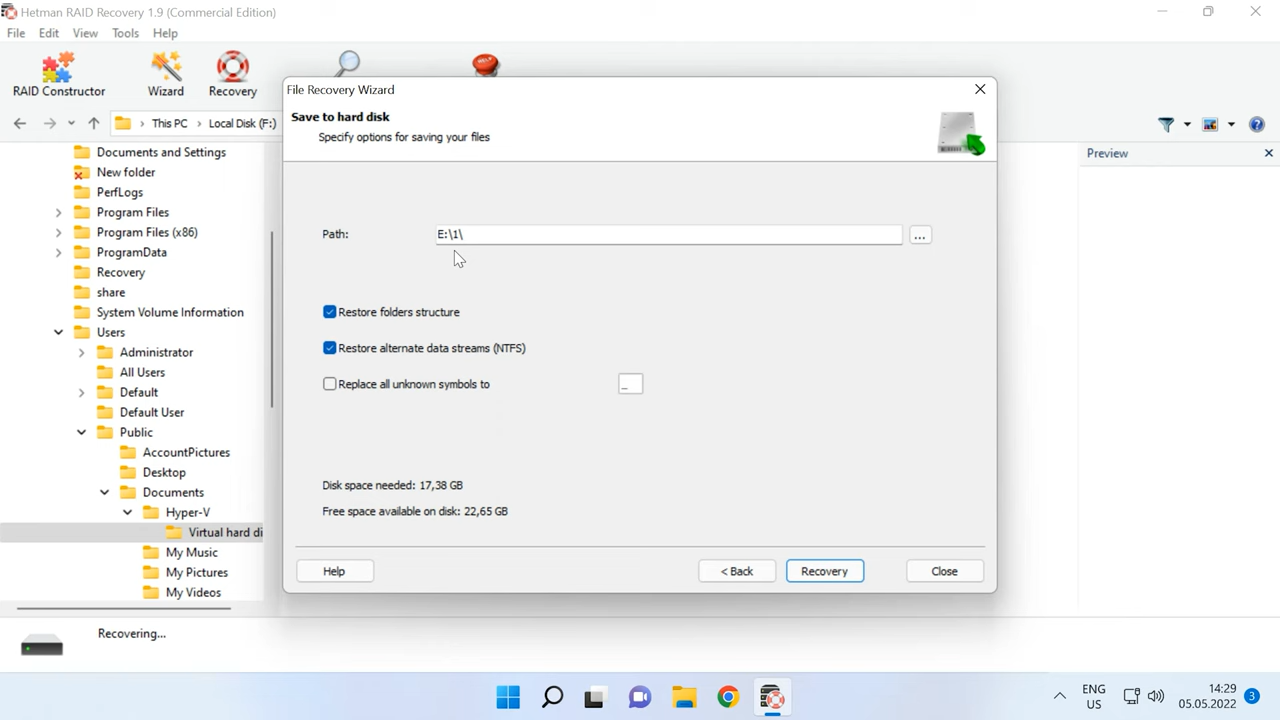 Hetman RAID Recovery 1.9 (Commercial Edition)
File Edit View Tools Help
RAID Constructor Wizard Recovery HELP
This PC Local Disk (F:)
File Recovery Wizard
Save to hard disk
Specify options for saving your files
Preview
Documents and Settings
New folder
PerfLogs
Program Files
Program Files (x86)
ProgramData
Recovery
share
System Volume Information
Users
Administrator
All Users
Default
Default User
Public
AccountPictures
Desktop
Documents
Hyper-V
Virtual hard di
My Music
My Pictures
My Videos
Path: E:\1\ ...
Restore folders structure
Restore alternate data streams (NTFS)
Replace all unknown symbols to _
Disk space needed: 17,38 GB
Free space available on disk: 22,65 GB
Help < Back Recovery Close
Recovering...
ENG
US
14:29
05.05.2022
3